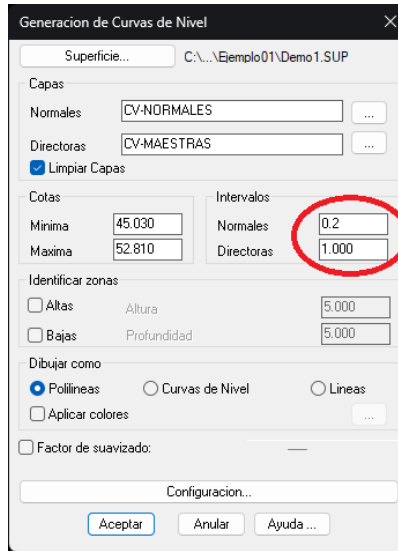 Generacion de Curvas de Nivel
Superficie... C:\...\Ejemplo01\Demo1.SUP
Capas
Normales CV-NORMALES ...
Directoras CV-MAESTRAS ...
Limpiar Capas
Cotas
Minima 45.030
Maxima 52.810
Intervalos
Normales 0.2
Directoras 1.000
Identificar zonas
Altas Altura 5.000
Bajas Profundidad 5.000
Dibujar como
Polilineas Curvas de Nivel Lineas
Aplicar colores ...
Factor de suavizado:
Configuracion...
Aceptar Anular Ayuda ...